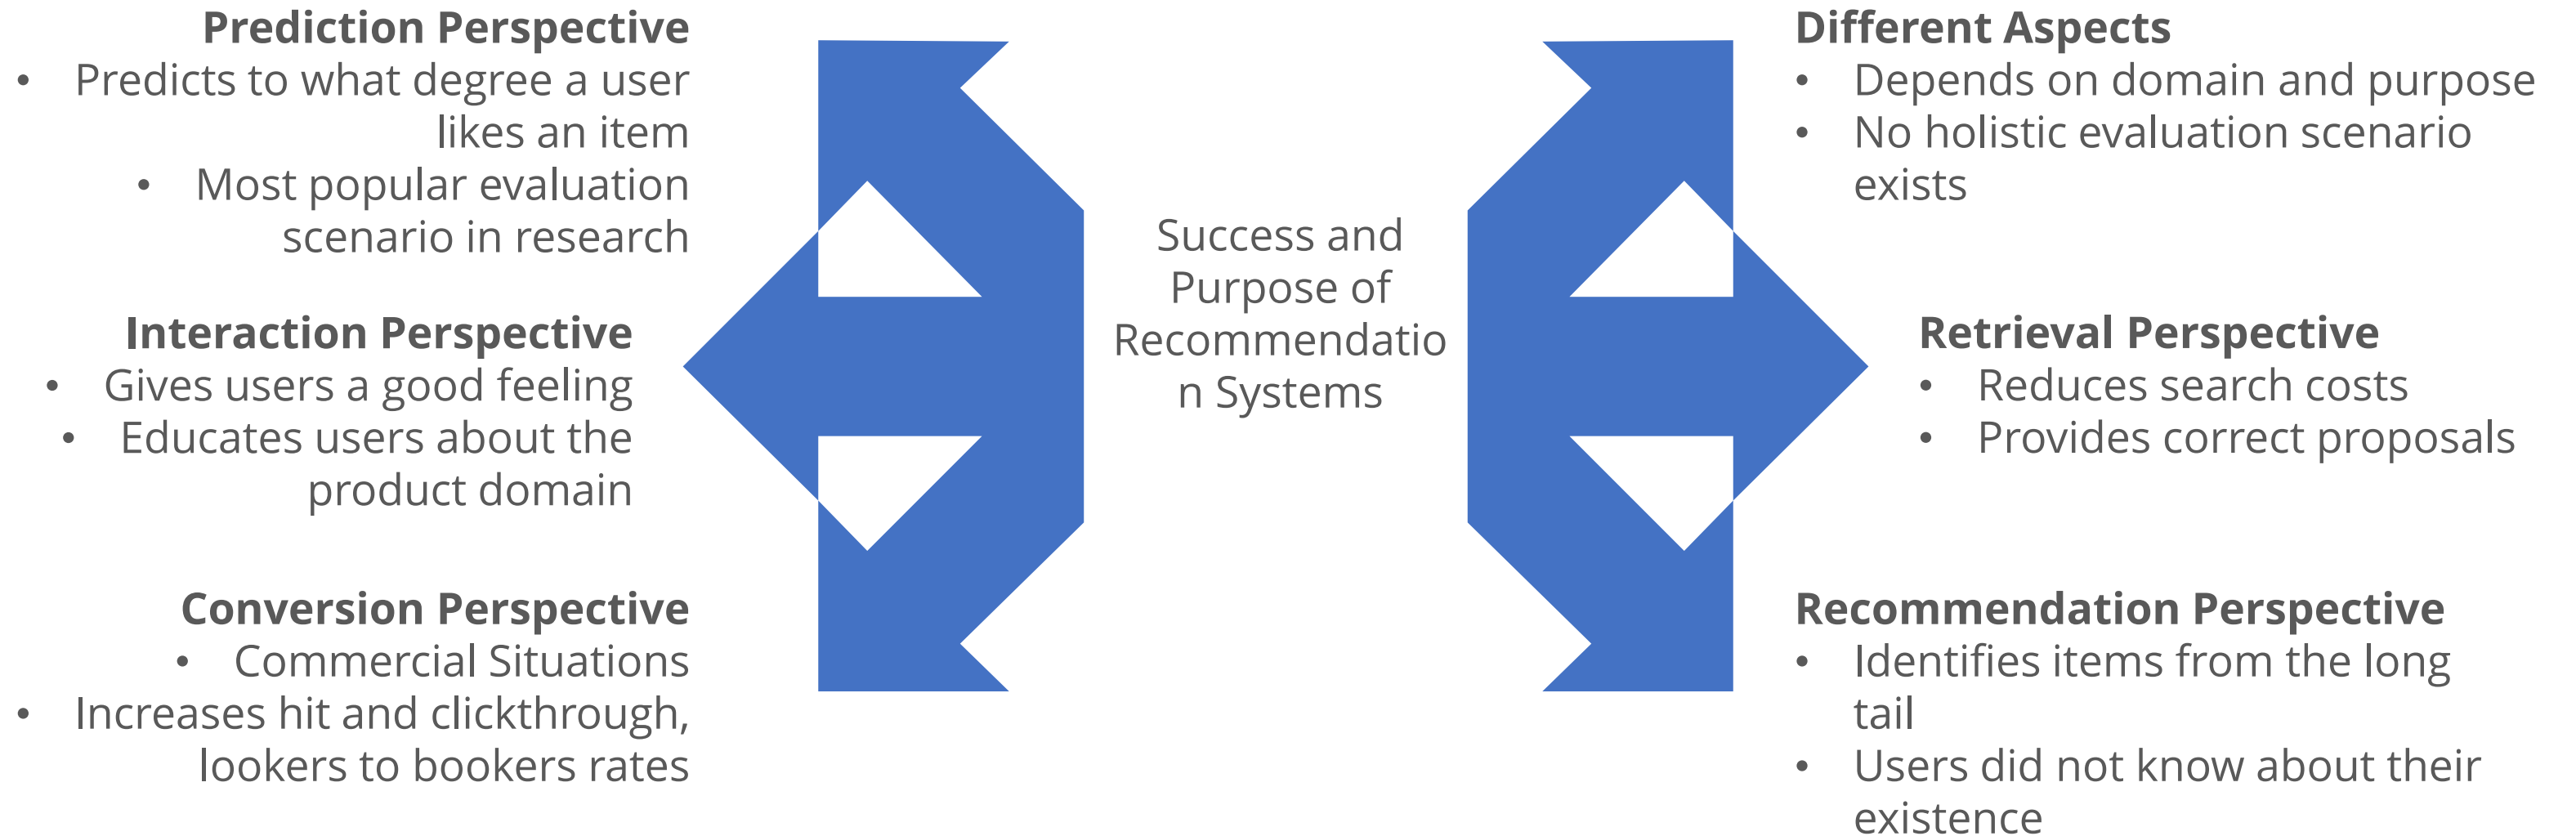 Prediction Perspective
• Predicts to what degree a user
likes an item
• Most popular evaluation
scenario in research
Interaction Perspective
• Gives users a good feeling
• Educates users about the
product domain
Conversion Perspective
• Commercial Situations
• Increases hit and clickthrough,
lookers to bookers rates
Success and
Purpose of
Recommendatio
n Systems
Different Aspects
• Depends on domain and purpose
• No holistic evaluation scenario
exists
Retrieval Perspective
• Reduces search costs
• Provides correct proposals
Recommendation Perspective
• Identifies items from the long
tail
• Users did not know about their
existence